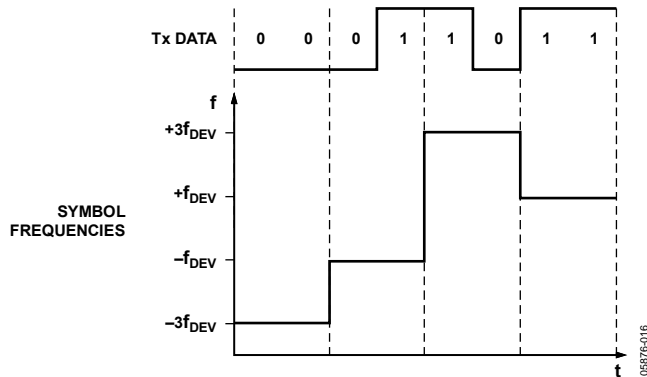 Tx DATA 0 0 0 1 1 0 1 1
f
+3fDEV
+fDEV
SYMBOL
FREQUENCIES
–fDEV
–3fDEV
t
05876-016